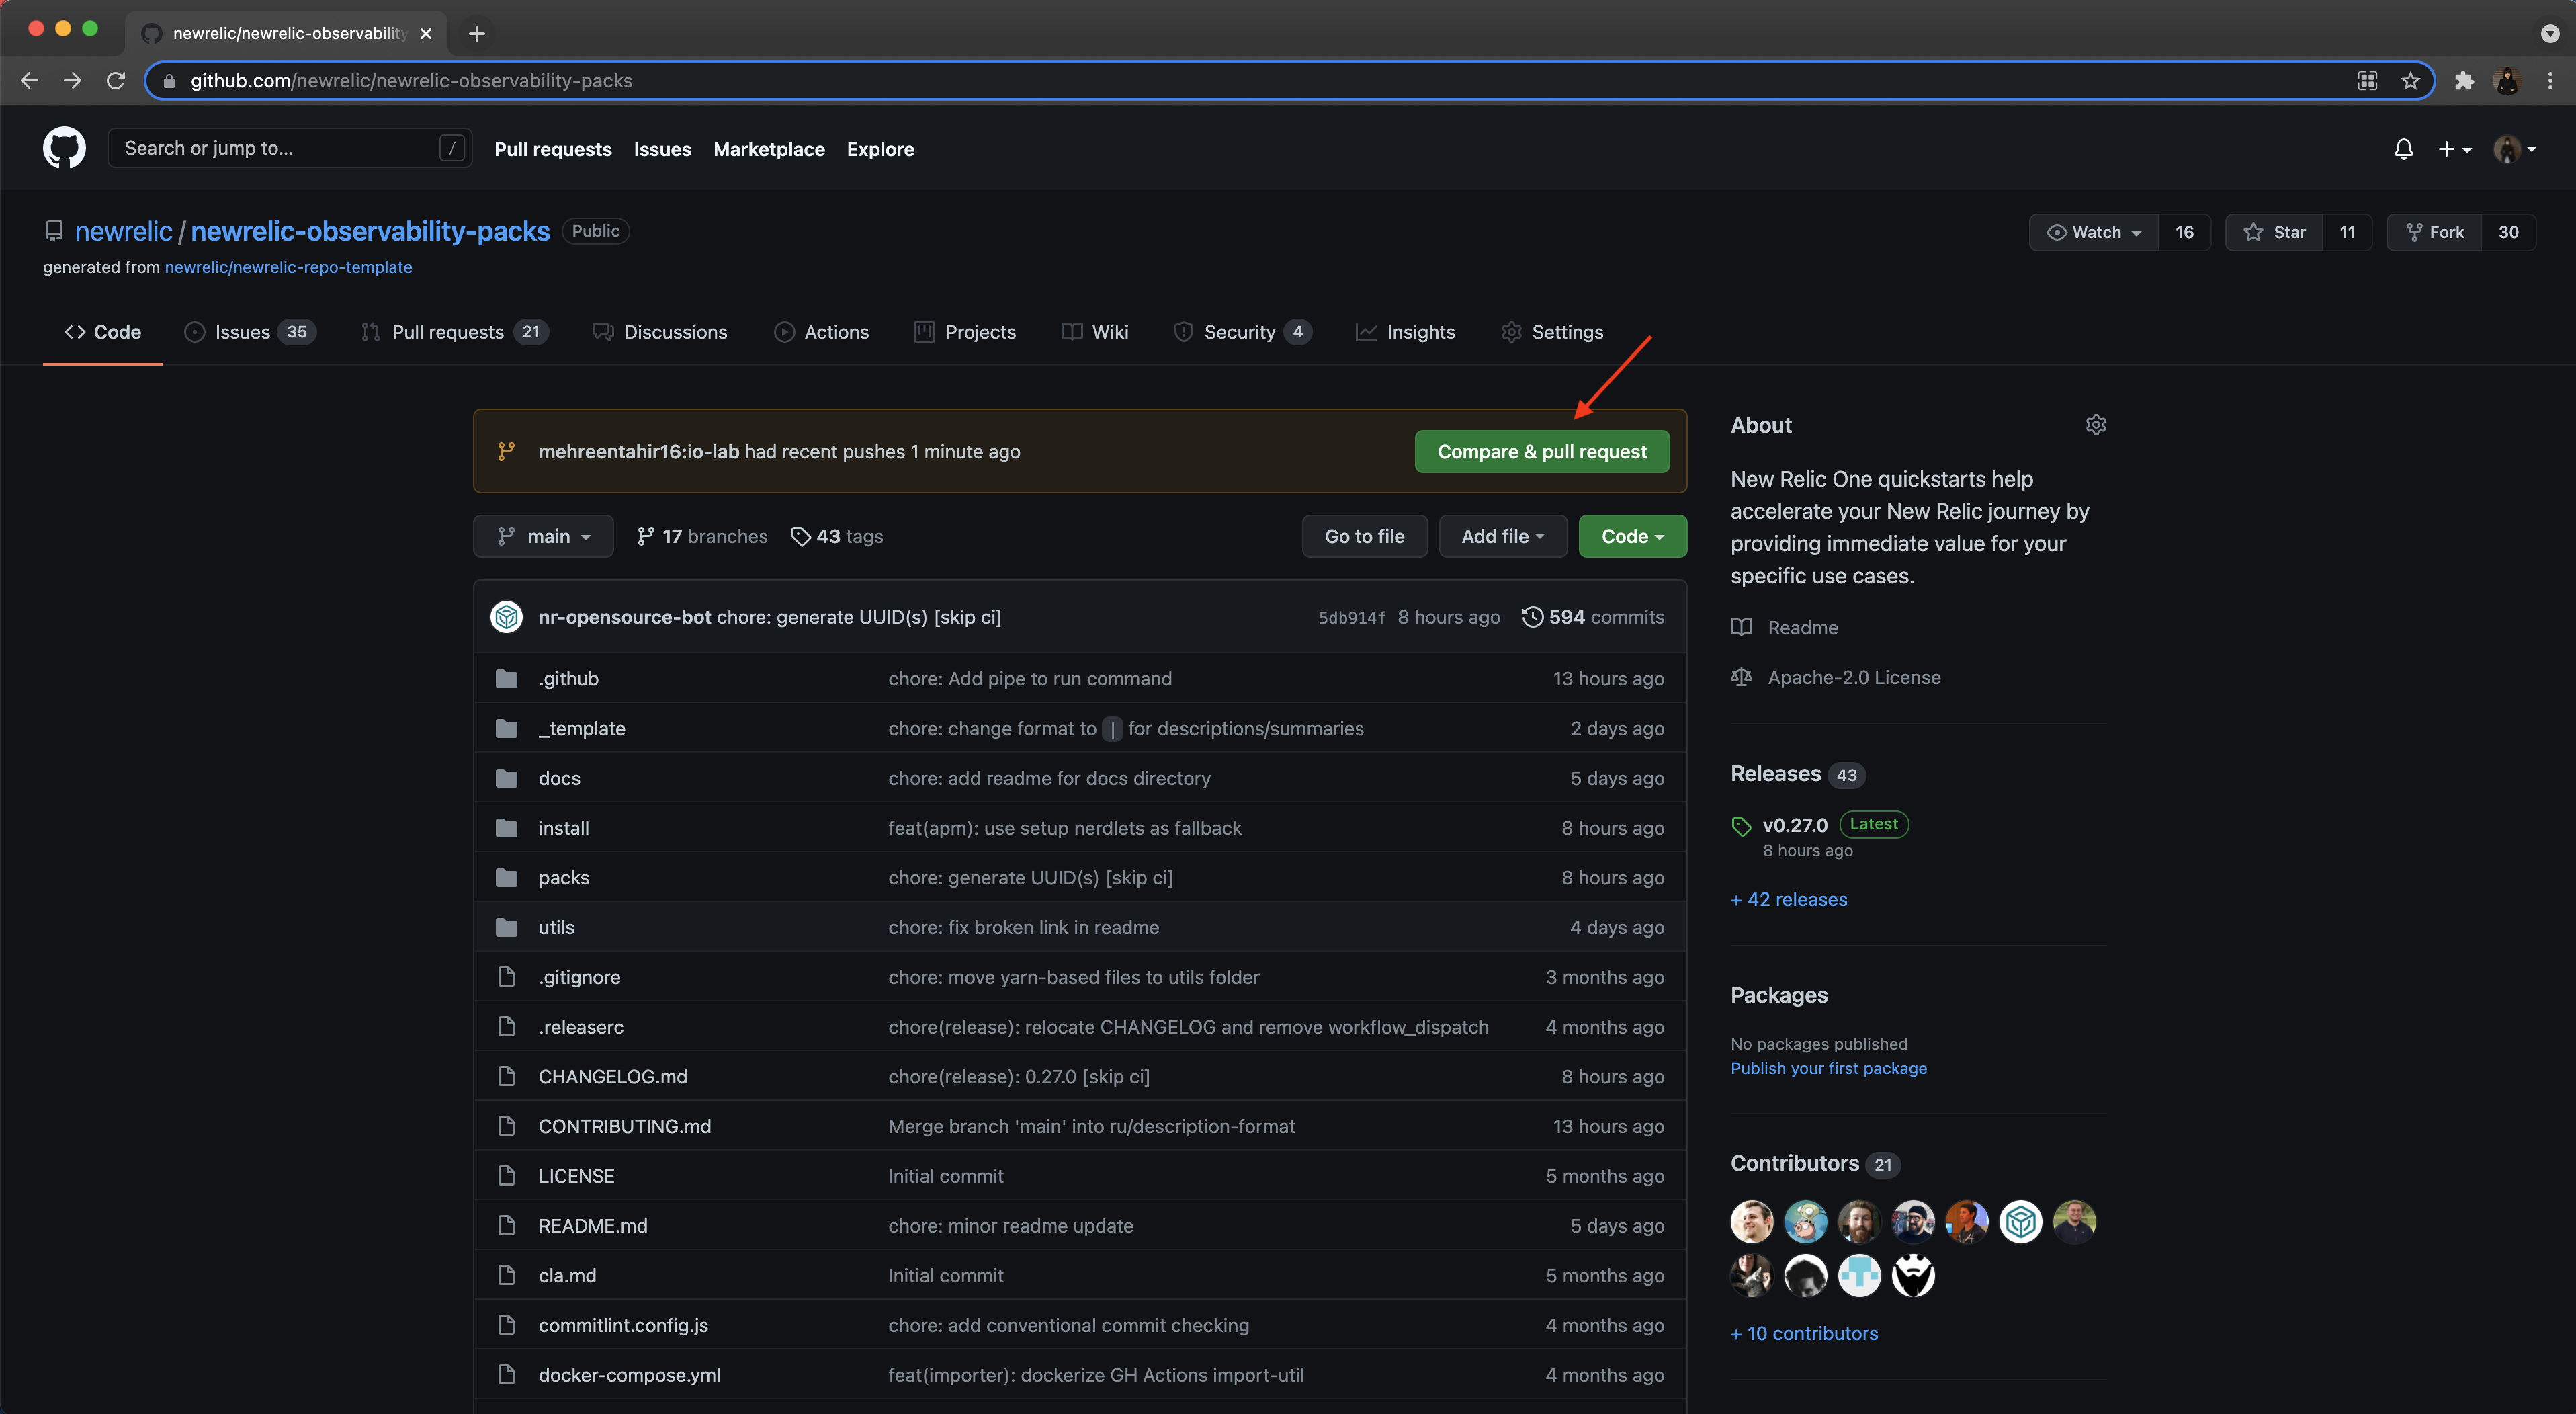 newrelic/newrelic-observability
github.com/newrelic/newrelic-observability-packs
Search or jump to... /
Pull requests Issues Marketplace Explore
newrelic / newrelic-observability-packs Public
Watch 16 Star 11 Fork 30
generated from newrelic/newrelic-repo-template
Code Issues 35 Pull requests 21 Discussions Actions Projects Wiki Security 4 Insights Settings
mehreentahir16:io-lab had recent pushes 1 minute ago Compare & pull request
main 17 branches 43 tags Go to file Add file Code
nr-opensource-bot chore: generate UUID(s) [skip ci] 5db914f 8 hours ago 594 commits
.github chore: Add pipe to run command 13 hours ago
_template chore: change format to | for descriptions/summaries 2 days ago
docs chore: add readme for docs directory 5 days ago
install feat(apm): use setup nerdlets as fallback 8 hours ago
packs chore: generate UUID(s) [skip ci] 8 hours ago
utils chore: fix broken link in readme 4 days ago
.gitignore chore: move yarn-based files to utils folder 3 months ago
.releaserc chore(release): relocate CHANGELOG and remove workflow_dispatch 4 months ago
CHANGELOG.md chore(release): 0.27.0 [skip ci] 8 hours ago
CONTRIBUTING.md Merge branch 'main' into ru/description-format 13 hours ago
LICENSE Initial commit 5 months ago
README.md chore: minor readme update 5 days ago
cla.md Initial commit 5 months ago
commitlint.config.js chore: add conventional commit checking 4 months ago
docker-compose.yml feat(importer): dockerize GH Actions import-util 4 months ago
About
New Relic One quickstarts help
accelerate your New Relic journey by
providing immediate value for your
specific use cases.
Readme
Apache-2.0 License
Releases 43
v0.27.0 Latest
8 hours ago
+ 42 releases
Packages
No packages published
Publish your first package
Contributors 21
+ 10 contributors